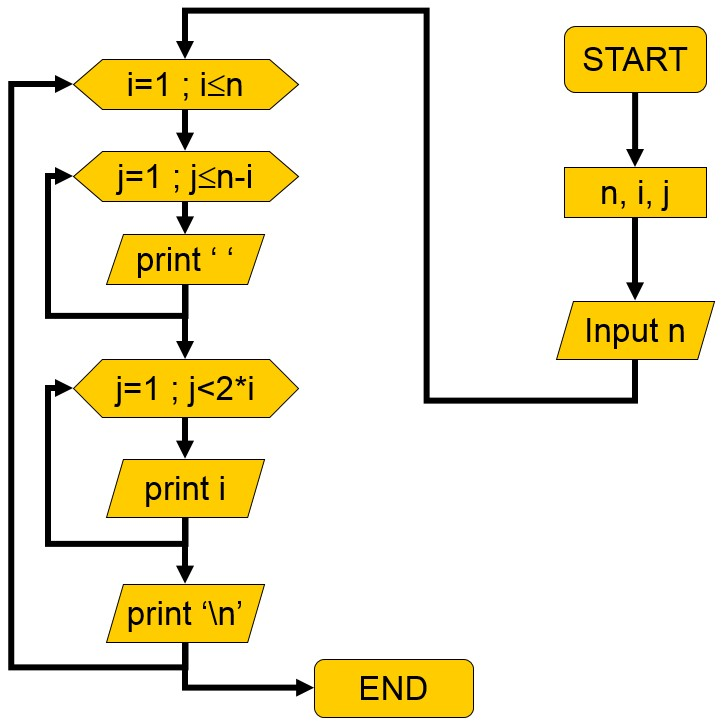 START
n, i, j
Input n
i=1 ; i≤n
j=1 ; j≤n-i
print ‘ ‘
j=1 ; j<2*i
print i
print ‘\n’
END